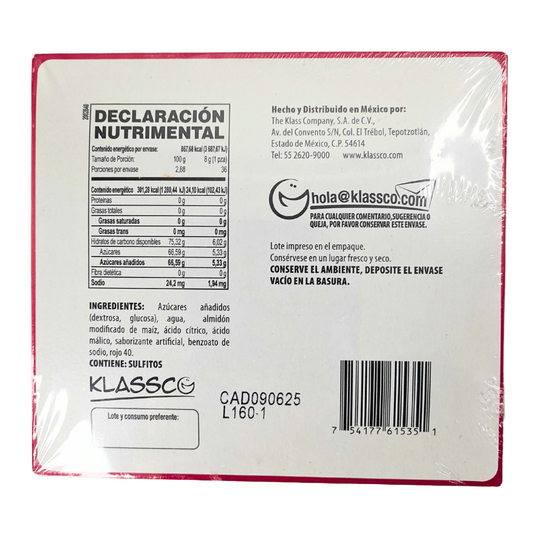 DECLARACIÓN
NUTRIMENTAL
Contenido energético por envase: 867,68 kcal (3 687,67 kJ)
Tamaño de Porción: 100 g 8 g (1 pza)
Porciones por envase 2,88 36
Contenido energético 301,28 kcal (1 280,44 kJ) 24,10 kcal (102,43 kJ)
Proteínas 0 g 0 g
Grasas totales 0 g 0 g
Grasas saturadas 0 g 0 g
Grasas trans 0 mg 0 mg
Hidratos de carbono disponibles 75,32 g 6,02 g
Azúcares 66,59 g 5,33 g
Azúcares añadidos 66,59 g 5,33 g
Fibra dietética 0 g 0 g
Sodio 24,2 mg 1,94 mg
INGREDIENTES: Azúcares añadidos
(dextrosa, glucosa), agua, almidón
modificado de maíz, ácido cítrico, ácido
málico, saborizante artificial, benzoato de
sodio, rojo 40.
CONTIENE: SULFITOS
KLASSCO
Lote y consumo preferente:
Hecho y Distribuido en México por:
The Klass Company, S.A. de C.V.,
Av. del Convento S/N, Col. El Trébol, Tepotzotlán,
Estado de México, C.P. 54614
Tel: 55 2620-9000 www.klassco.com
hola@klassco.com
PARA CUALQUIER COMENTARIO, SUGERENCIA O
QUEJA, POR FAVOR CONSERVAR ESTE ENVASE.
Lote impreso en el empaque.
Consérvese en un lugar fresco y seco.
CONSERVE EL AMBIENTE, DEPOSITE EL ENVASE
VACÍO EN LA BASURA.
CAD090625
L160-1
7 54177 61535 1